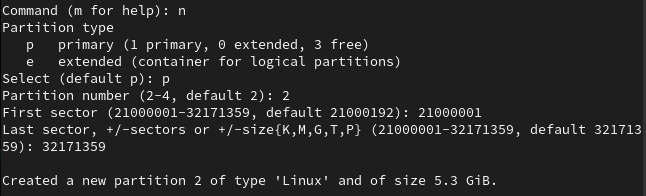 Command (m for help): n
Partition type
   p   primary (1 primary, 0 extended, 3 free)
   e   extended (container for logical partitions)
Select (default p): p
Partition number (2-4, default 2): 2
First sector (21000001-32171359, default 21000192): 21000001
Last sector, +/-sectors or +/-size{K,M,G,T,P} (21000001-32171359, default 321713
59): 32171359
Created a new partition 2 of type 'Linux' and of size 5.3 GiB.